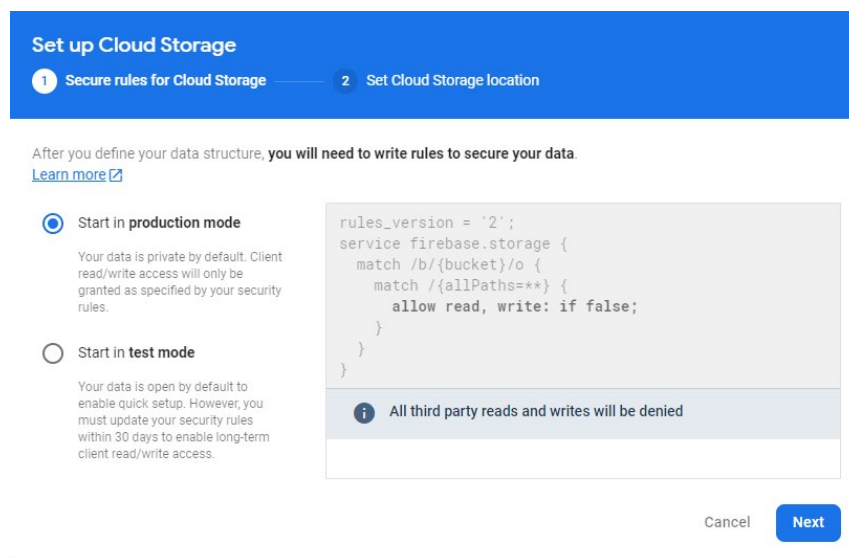 Set up Cloud Storage
1 Secure rules for Cloud Storage
2 Set Cloud Storage location
After you define your data structure, you will need to write rules to secure your data.
Learn more
Start in production mode
Your data is private by default. Client
read/write access will only be
granted as specified by your security
rules.
Start in test mode
Your data is open by default to
enable quick setup. However, you
must update your security rules
within 30 days to enable long-term
client read/write access.
rules_version = '2';
service firebase.storage {
  match /b/{bucket}/o {
    match /{allPaths=**} {
      allow read, write: if false;
    }
  }
}
All third party reads and writes will be denied
Cancel
Next